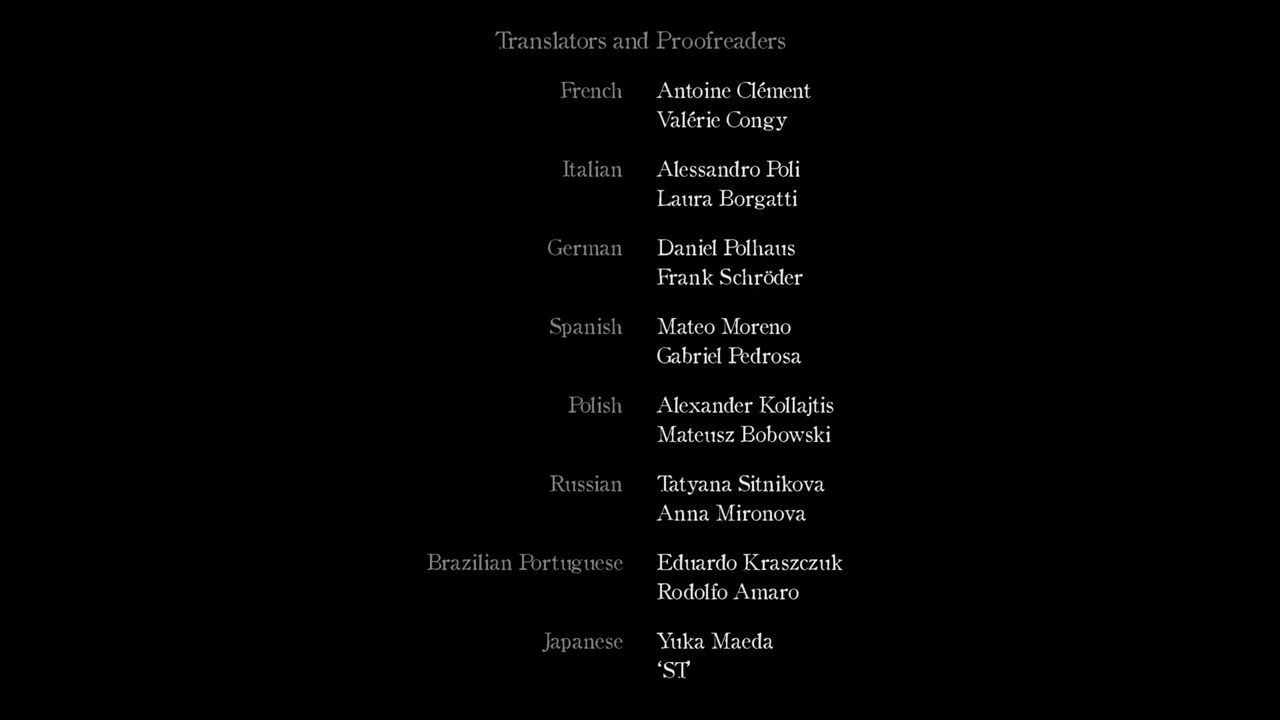 Translators and Proofreaders
French Antoine Clément
Valérie Congy
Italian Alessandro Poli
Laura Borgatti
German Daniel Polhaus
Frank Schröder
Spanish Mateo Moreno
Gabriel Pedrosa
Polish Alexander Kollajtis
Mateusz Bobowski
Russian Tatyana Sitnikova
Anna Mironova
Brazilian Portuguese Eduardo Kraszczuk
Rodolfo Amaro
Japanese Yuka Maeda
‘ST’